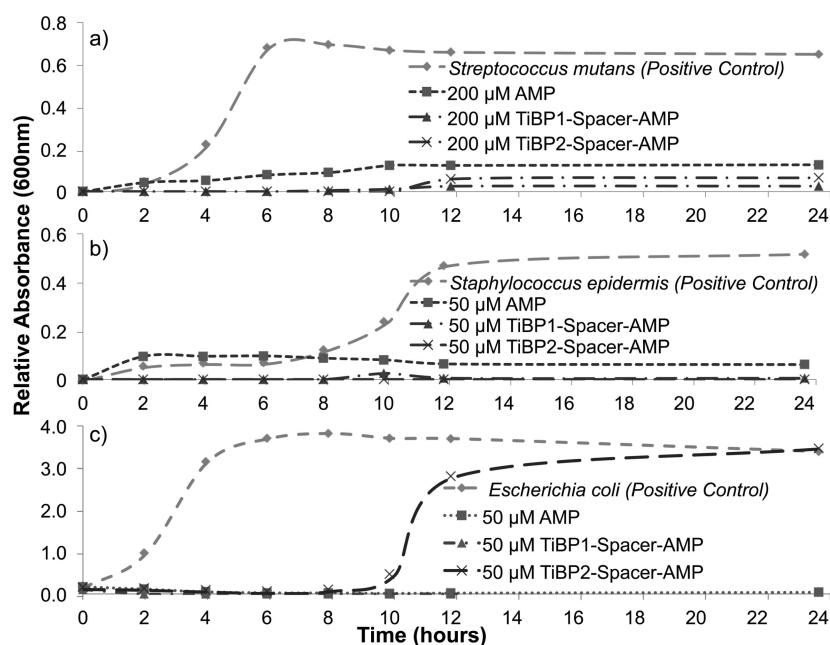 Relative Absorbance (600nm)
a)
0.8
0.6
0.4
0.2
0
Streptococcus mutans (Positive Control)
200 µM AMP
200 µM TiBP1-Spacer-AMP
200 µM TiBP2-Spacer-AMP
0 2 4 6 8 10 12 14 16 18 20 22 24
b)
0.6
0.4
0.2
0
Staphylococcus epidermis (Positive Control)
50 µM AMP
50 µM TiBP1-Spacer-AMP
50 µM TiBP2-Spacer-AMP
0 2 4 6 8 10 12 14 16 18 20 22 24
c)
4.0
3.0
2.0
1.0
0.0
Escherichia coli (Positive Control)
50 µM AMP
50 µM TiBP1-Spacer-AMP
50 µM TiBP2-Spacer-AMP
0 2 4 6 8 10 12 14 16 18 20 22 24
Time (hours)